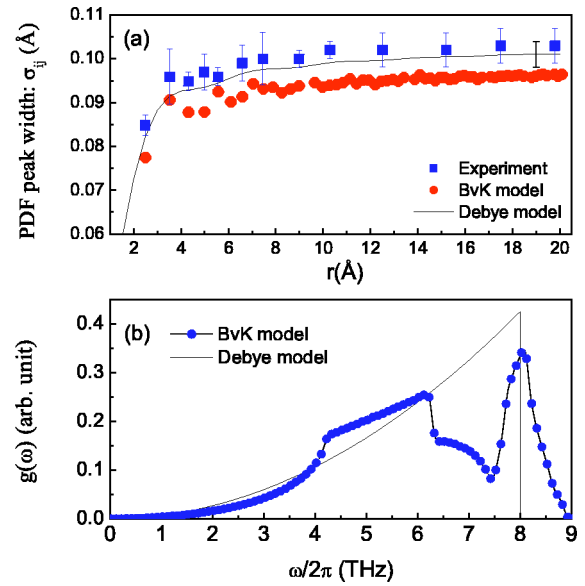 (a)
PDF peak width: σij (Å)
0.10
0.09
0.08
0.07
0.06
Experiment
BvK model
Debye model
2 4 6 8 10 12 14 16 18 20
r(Å)
(b)
g(ω) (arb. unit)
0.4
0.3
0.2
0.1
0.0
BvK model
Debye model
0 1 2 3 4 5 6 7 8 9
ω/2π (THz)